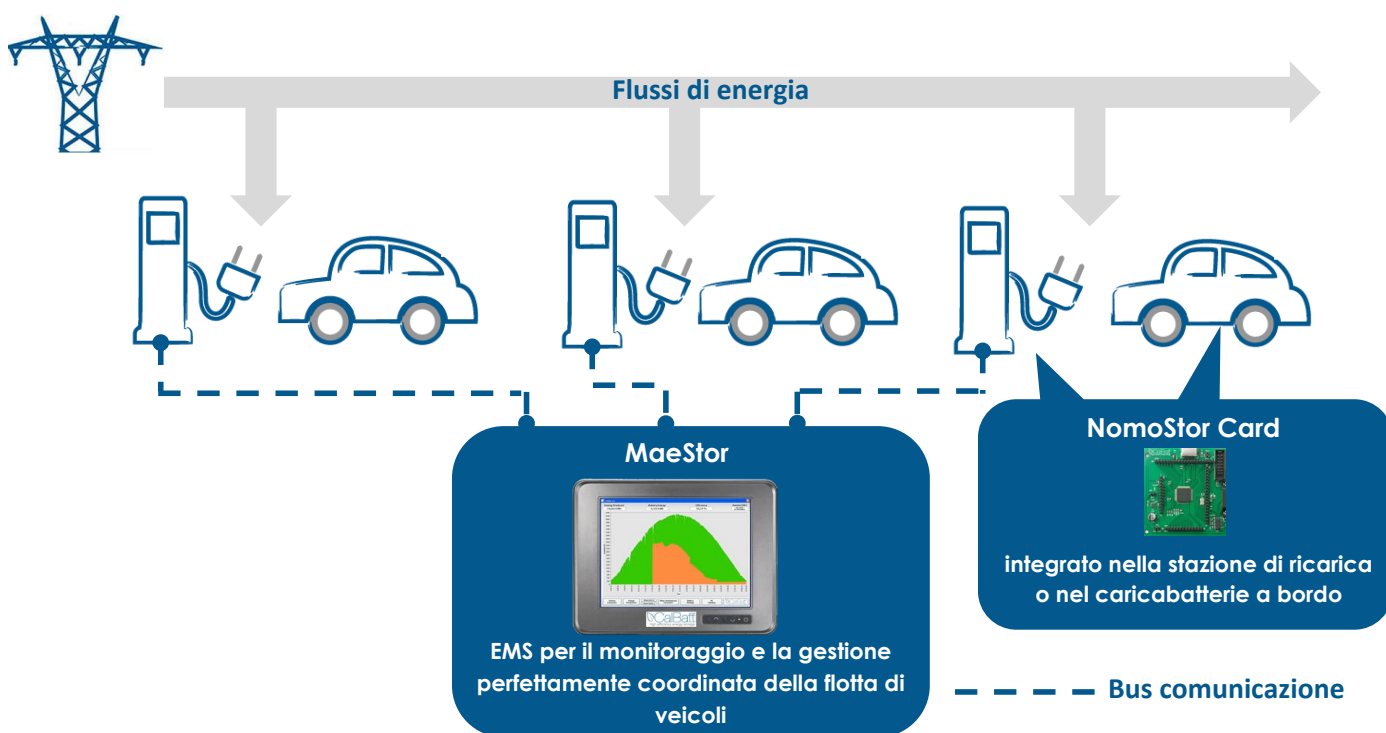 Flussi di energia
MaeStor
CalBatt
EMS per il monitoraggio e la gestione
perfettamente coordinata della flotta di
veicoli
NomoStor Card
integrato nella stazione di ricarica
o nel caricabatterie a bordo
Bus comunicazione